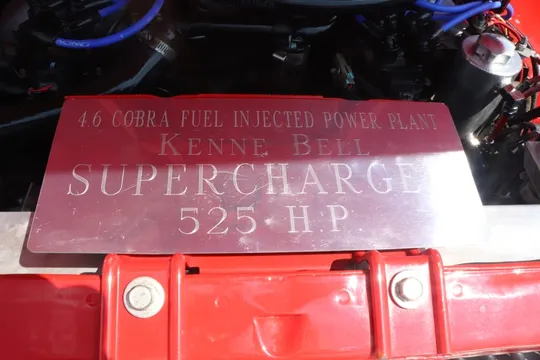 4.6 COBRA FUEL INJECTED POWER PLANT
KENNE BELL
SUPERCHARGE
525 H.P.